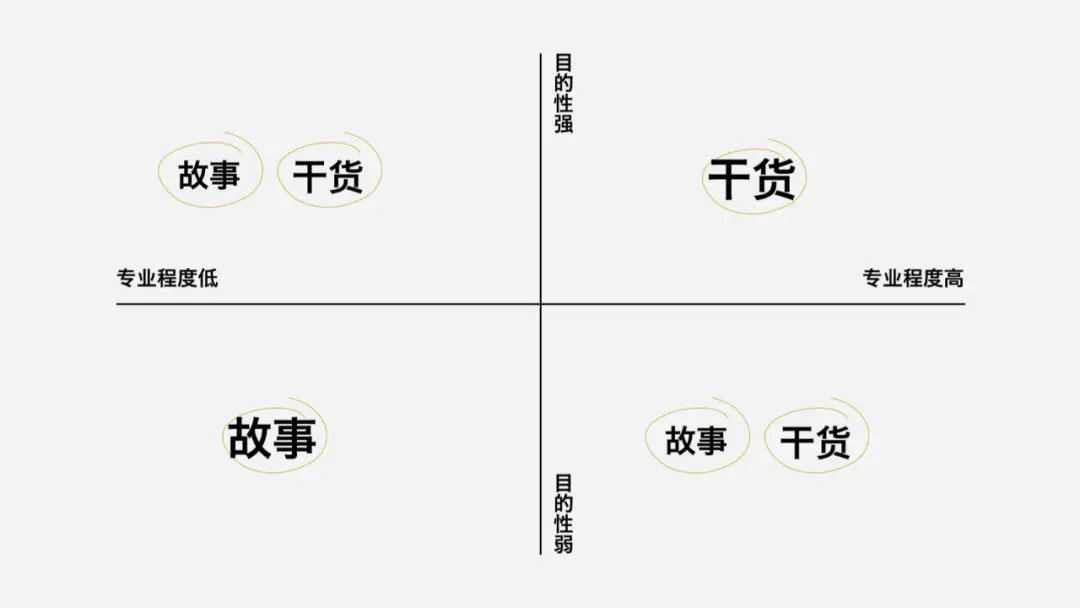 目的性强
故事 干货
干货
专业程度低
专业程度高
故事
故事 干货
目的性弱